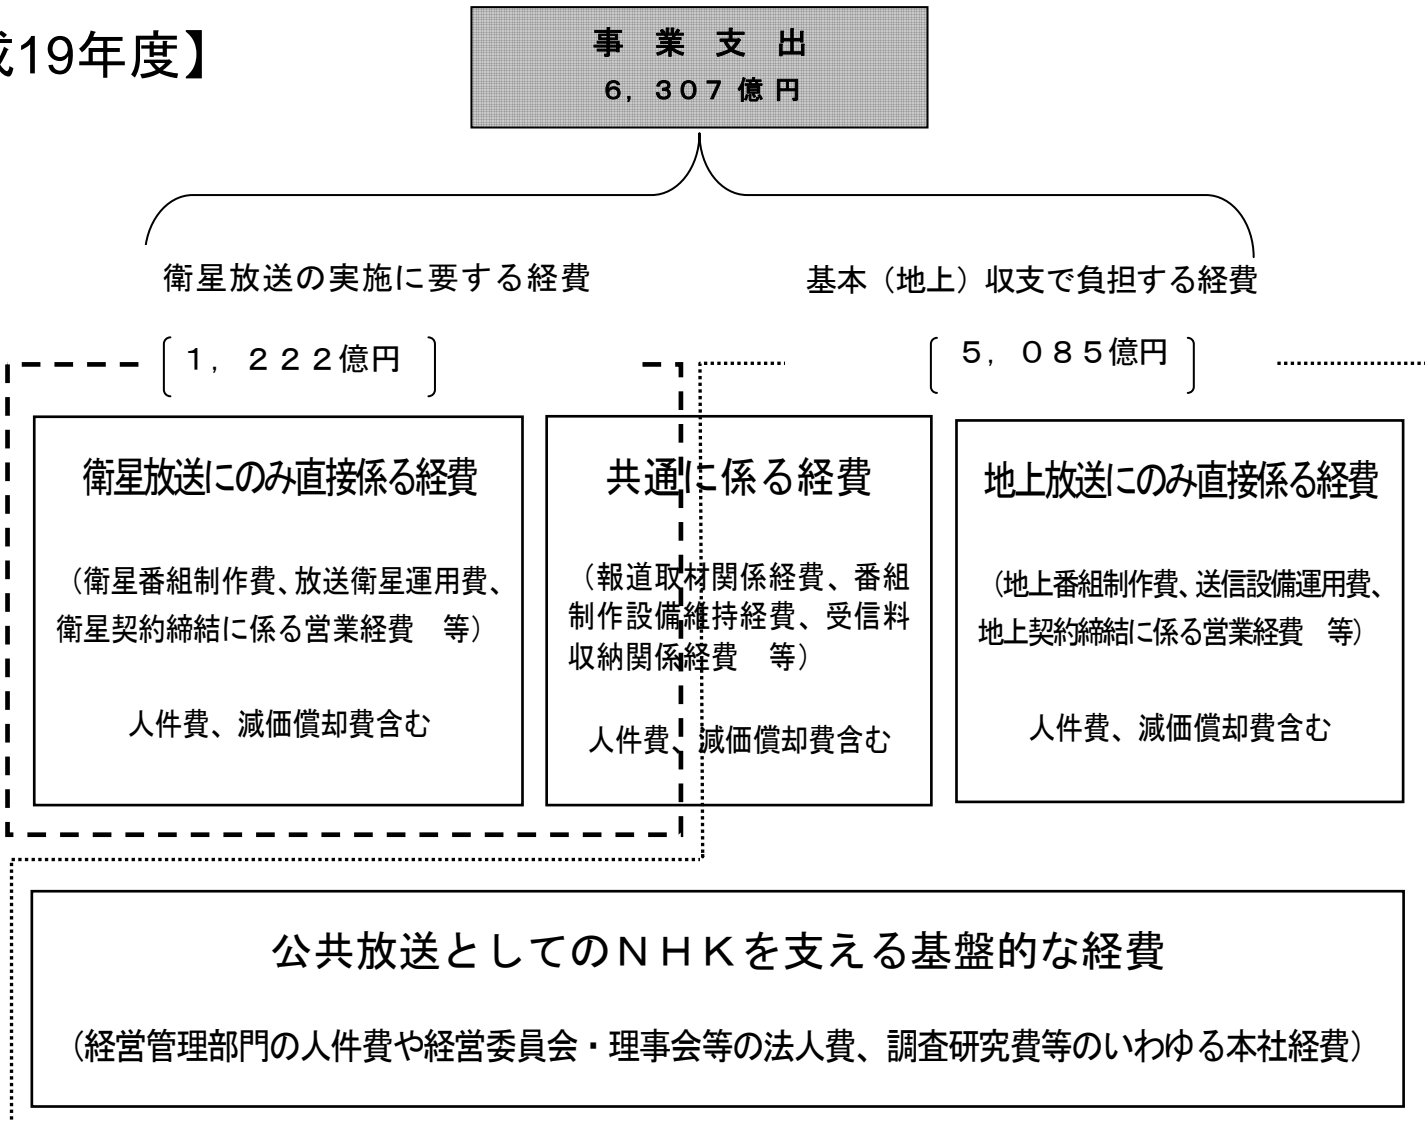 成19年度】
事 業 支 出
6, 307億円
衛星放送の実施に要する経費
基本（地上）収支で負担する経費
1, 222億円
5, 085億円
衛星放送にのみ直接係る経費
（衛星番組制作費、放送衛星運用費、
衛星契約締結に係る営業経費　等）
人件費、減価償却費含む
共通に係る経費
（報道取材関係経費、番組
制作設備維持経費、受信料
収納関係経費　等）
人件費、減価償却費含む
地上放送にのみ直接係る経費
（地上番組制作費、送信設備運用費、
地上契約締結に係る営業経費　等）
人件費、減価償却費含む
公共放送としてのＮＨＫを支える基盤的な経費
（経営管理部門の人件費や経営委員会・理事会等の法人費、調査研究費等のいわゆる本社経費）